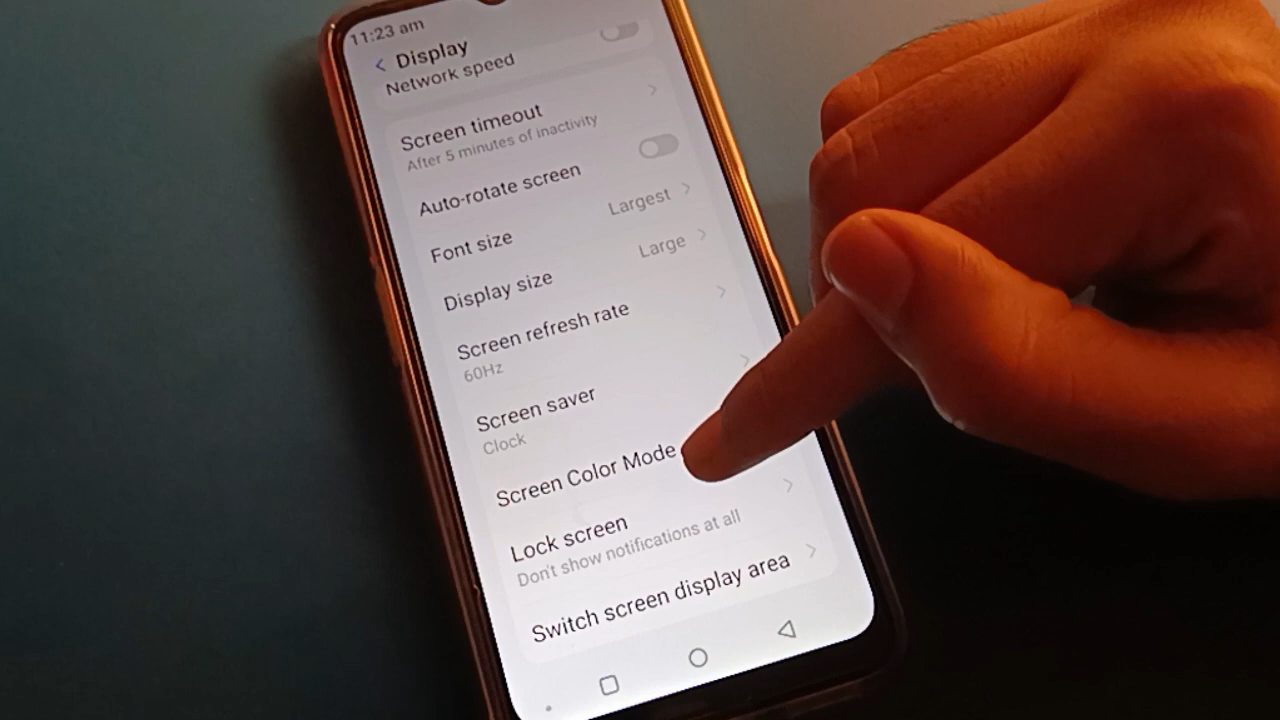 11:23 am
Display
Network speed
Screen timeout
After 5 minutes of inactivity
Auto-rotate screen
Font size
Largest
Display size
Large
Screen refresh rate
60Hz
Screen saver
Clock
Screen Color Mode
Lock screen
Don't show notifications at all
Switch screen display area